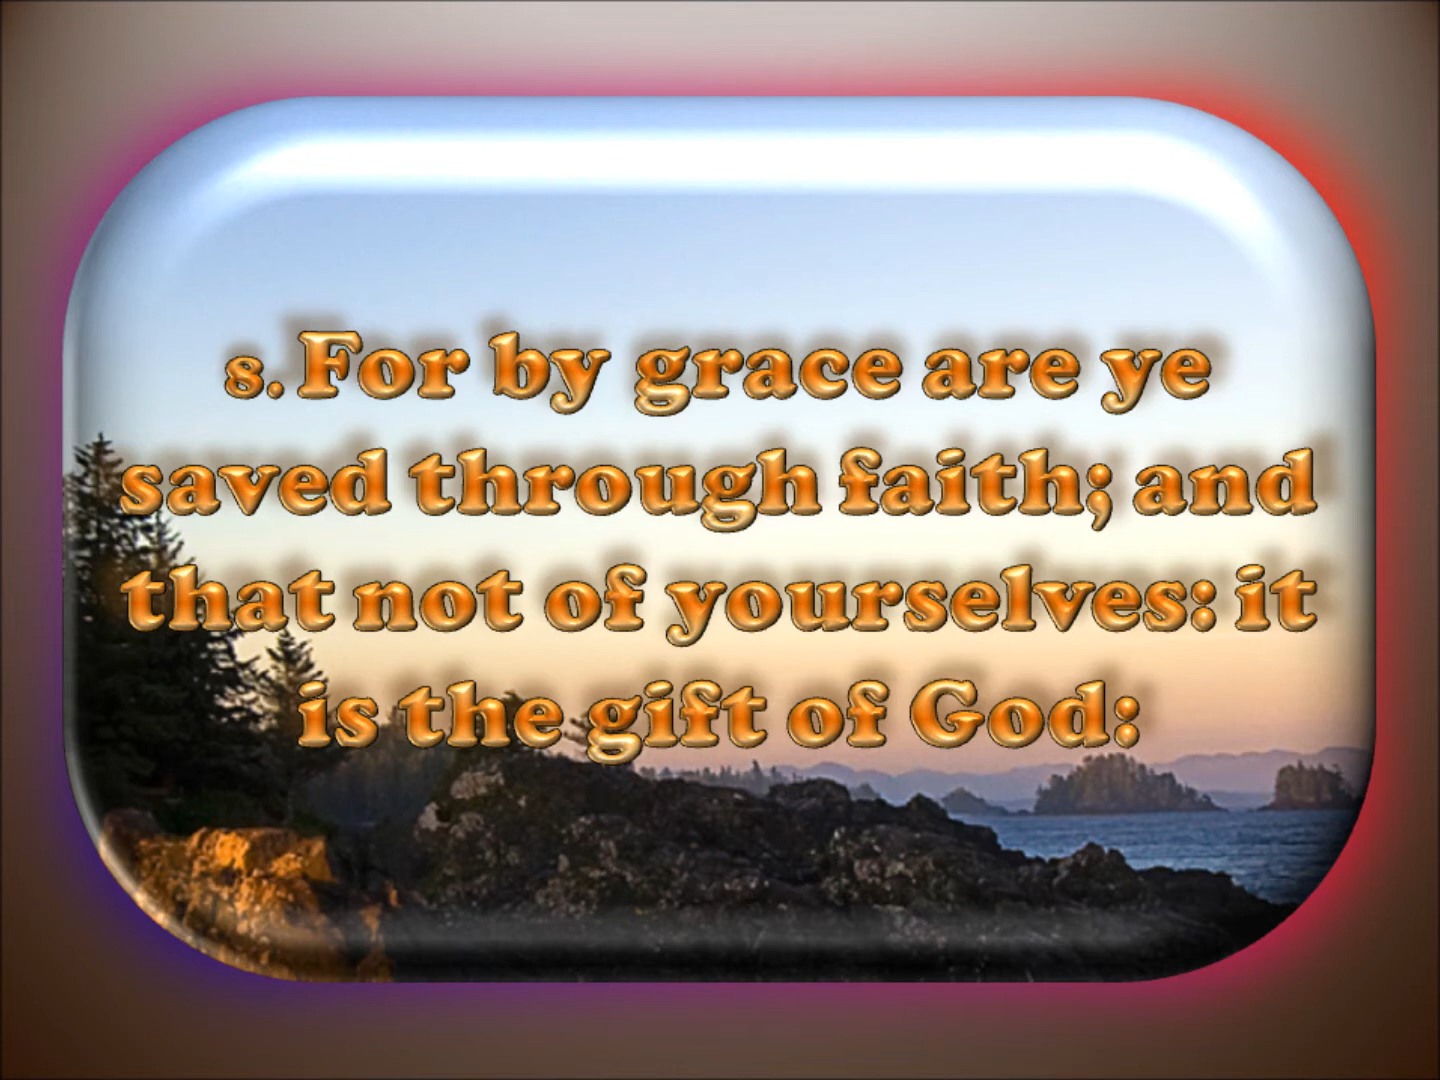 8. For by grace are ye
saved through faith; and
that not of yourselves: it
is the gift of God: